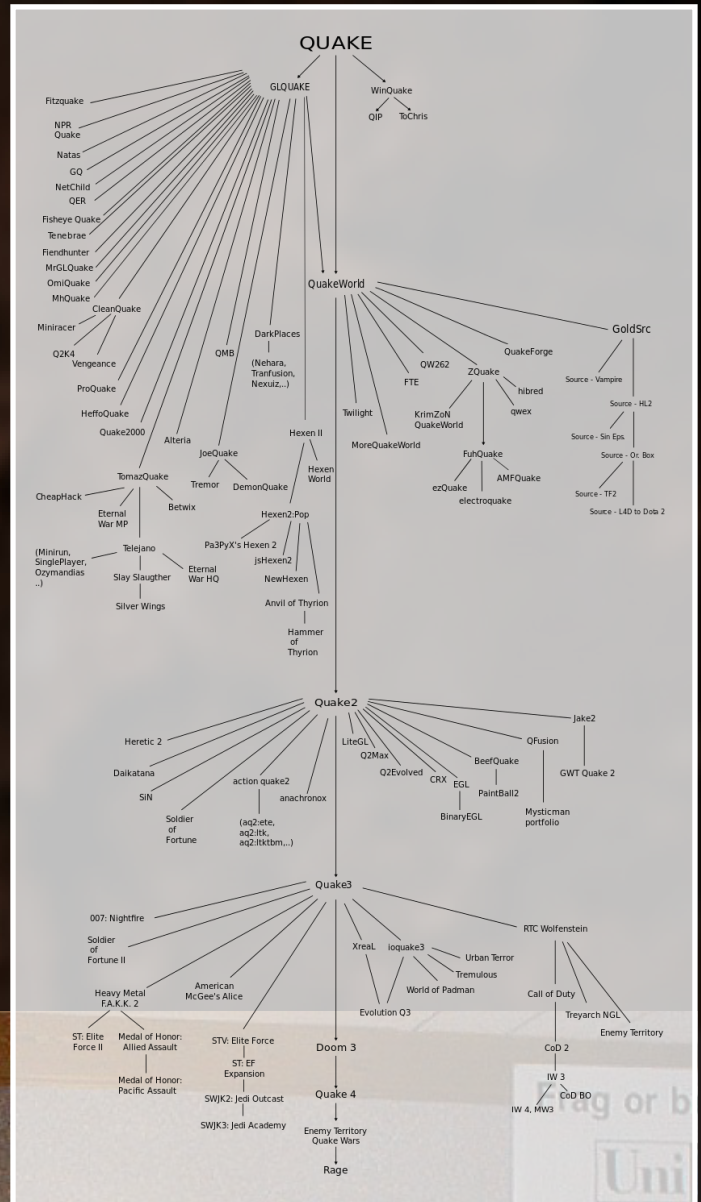 QUAKE
GLQUAKE
WinQuake
QIP
ToChris
Fitzquake
NPR
Quake
Natas
GQ
NetChild
QER
Fisheye Quake
Tenebrae
Fiendhunter
MrGLQuake
OmiQuake
MhQuake
CleanQuake
Miniracer
Q2K4
Vengeance
ProQuake
HeffoQuake
Quake2000
Alteria
QMB
DarkPlaces
(Nehara,
Tranfusion,
Nexuiz,..)
JoeQuake
Tremor
DemonQuake
TomazQuake
CheapHack
Eternal
War MP
Betwix
Telejano
(Minirun,
SinglePlayer,
Ozymandias
..)
Slay Slaugther
Eternal
War HQ
Silver Wings
Hexen II
Hexen
World
Hexen2:Pop
Pa3PyX's Hexen 2
jsHexen2
NewHexen
Anvil of Thyrion
Hammer
of
Thyrion
QuakeWorld
Twilight
MoreQuakeWorld
FTE
QW262
ZQuake
QuakeForge
KrimZoN
QuakeWorld
hibred
qwex
FuhQuake
ezQuake
electroquake
AMFQuake
GoldSrc
Source - Vampire
Source - HL2
Source - Sin Eps.
Source - Or. Box
Source - TF2
Source - L4D to Dota 2
Quake2
Heretic 2
Daikatana
SiN
Soldier
of
Fortune
action quake2
(aq2:ete,
aq2:ltk,
aq2:ltktbm,..)
anachronox
LiteGL
Q2Max
Q2Evolved
CRX
EGL
BinaryEGL
BeefQuake
PaintBall2
QFusion
Mysticman
portfolio
Jake2
GWT Quake 2
Quake3
007: Nightfire
Soldier
of
Fortune II
Heavy Metal
F.A.K.K. 2
ST: Elite
Force II
Medal of Honor:
Allied Assault
Medal of Honor:
Pacific Assault
American
McGee's Alice
STV: Elite Force
ST: EF
Expansion
SWJK2: Jedi Outcast
SWJK3: Jedi Academy
XreaL
ioquake3
Urban Terror
Tremulous
World of Padman
Evolution Q3
RTC Wolfenstein
Call of Duty
Treyarch NGL
Enemy Territory
CoD 2
IW 3
CoD BO
IW 4, MW3
Doom 3
Quake 4
Enemy Territory
Quake Wars
Rage
Frag or b
Uni